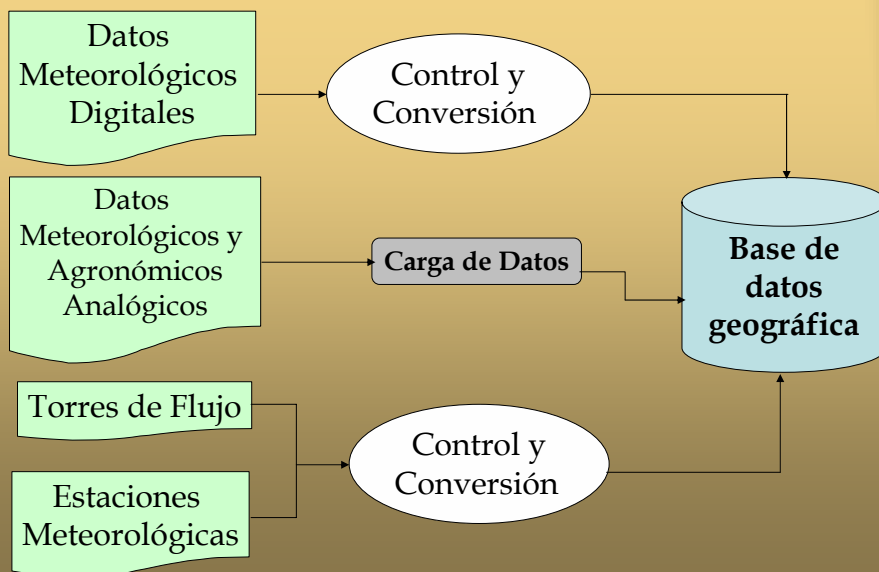 Datos
Meteorológicos
Digitales
Control y
Conversión
Datos
Meteorológicos y
Agronómicos
Analógicos
Carga de Datos
Base de
datos
geográfica
Torres de Flujo
Control y
Conversión
Estaciones
Meteorológicas